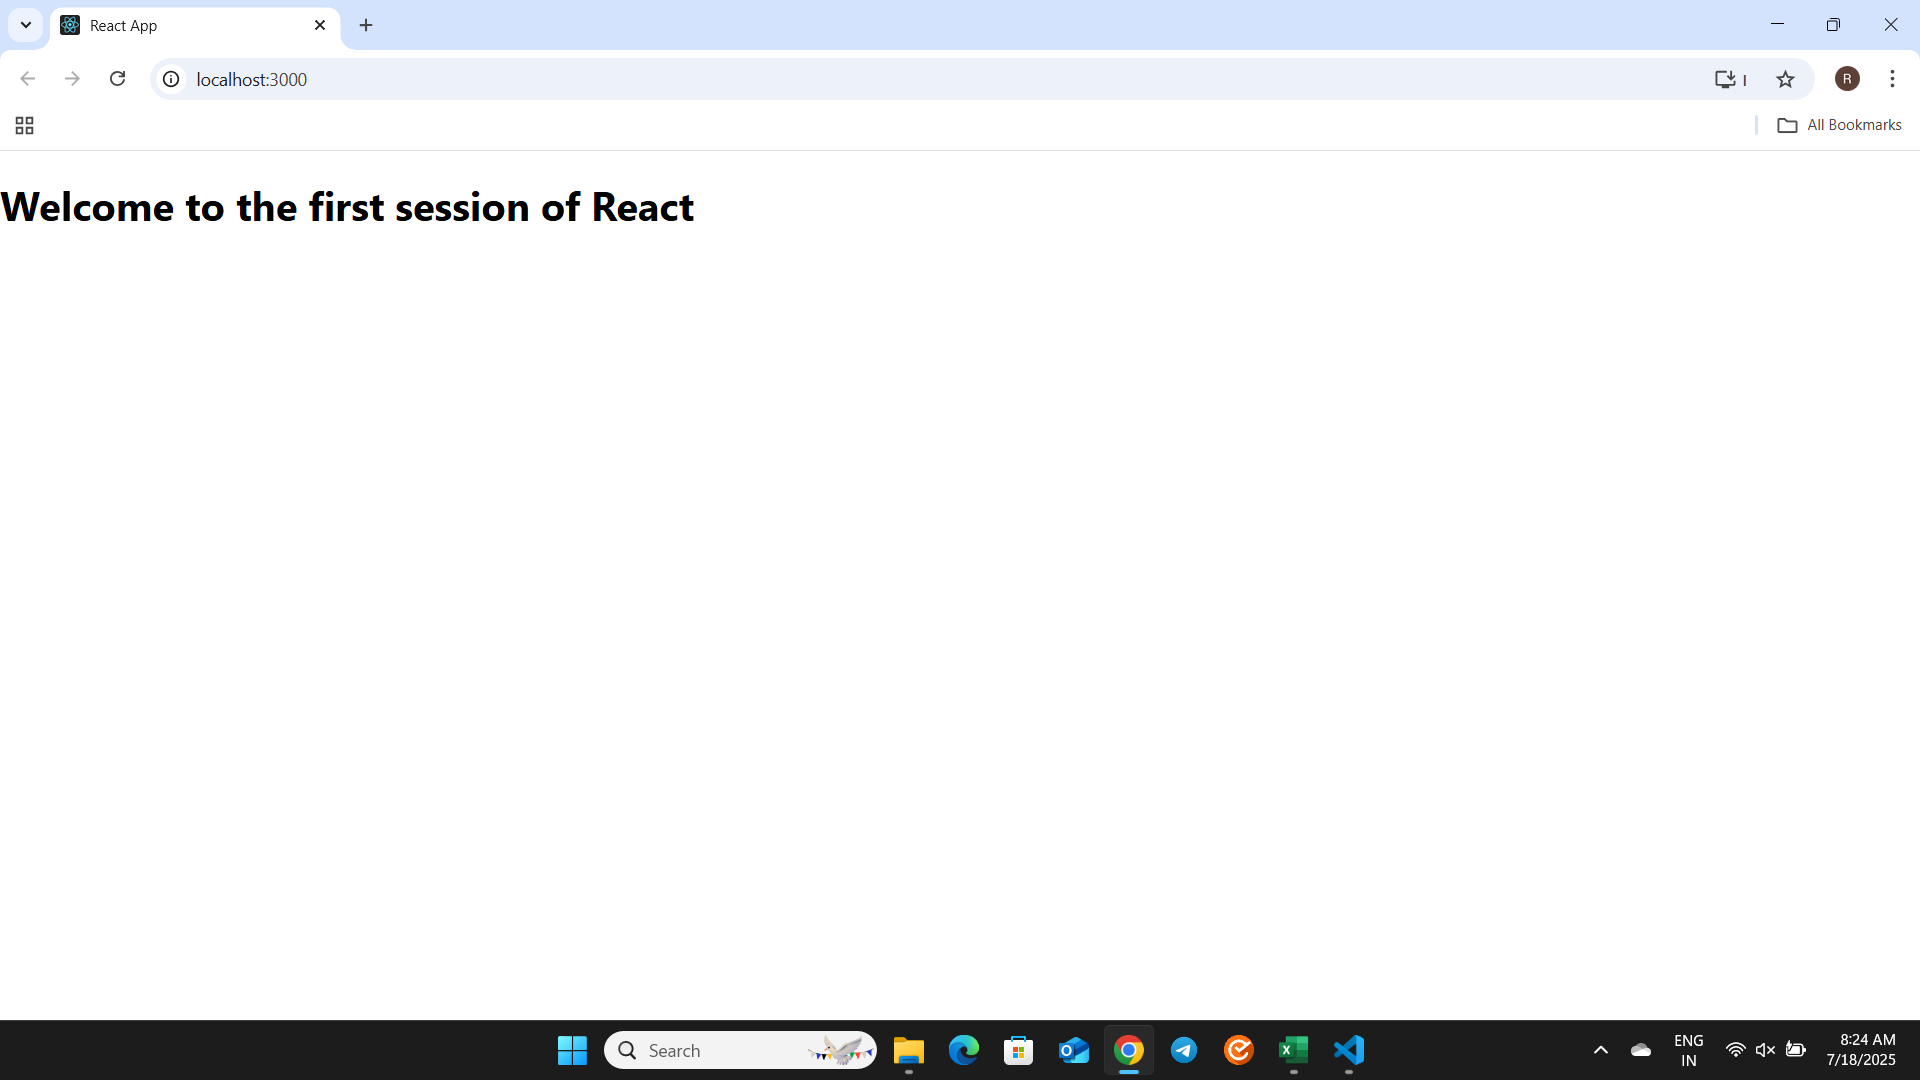 React App
localhost:3000
All Bookmarks
Welcome to the first session of React
Search
ENG
IN
8:24 AM
7/18/2025